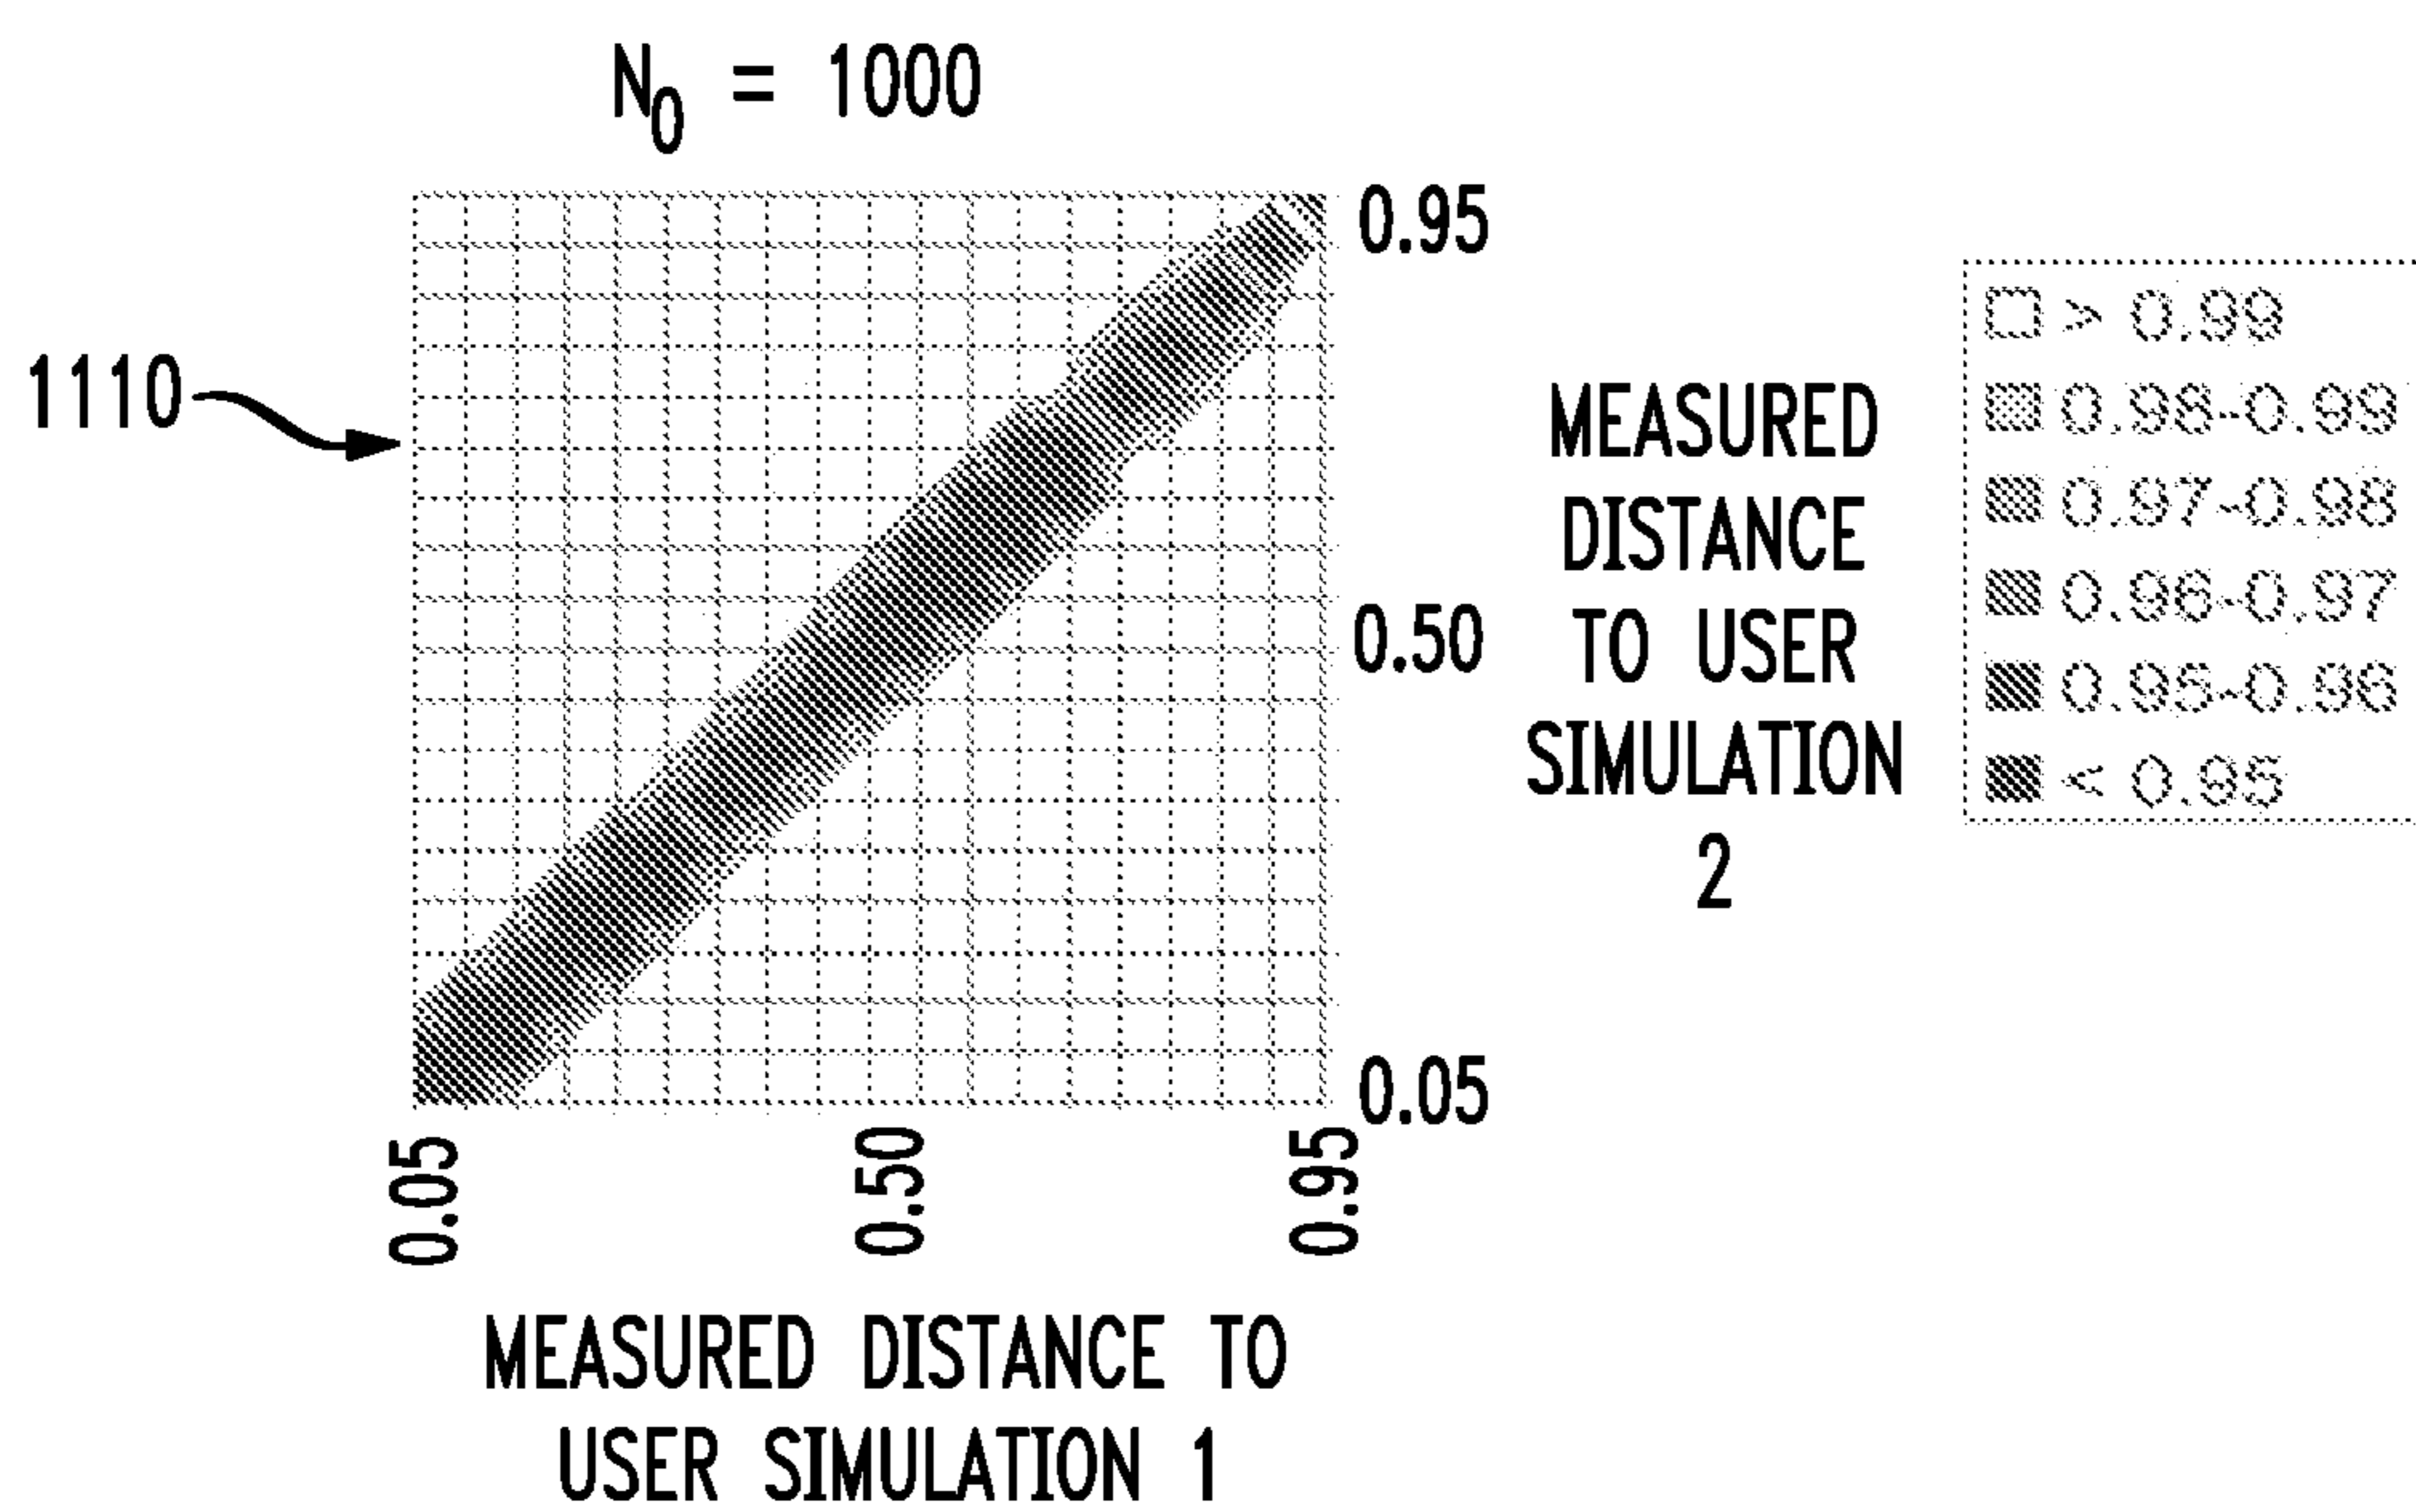 N0 = 1000
1110
0.95
0.50
0.05
MEASURED
DISTANCE
TO USER
SIMULATION
2
> 0.99
0.98-0.99
0.97-0.98
0.96-0.97
0.95-0.96
< 0.95
0.05
0.50
0.95
MEASURED DISTANCE TO
USER SIMULATION 1